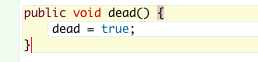 public void dead() {
    dead = true;
}